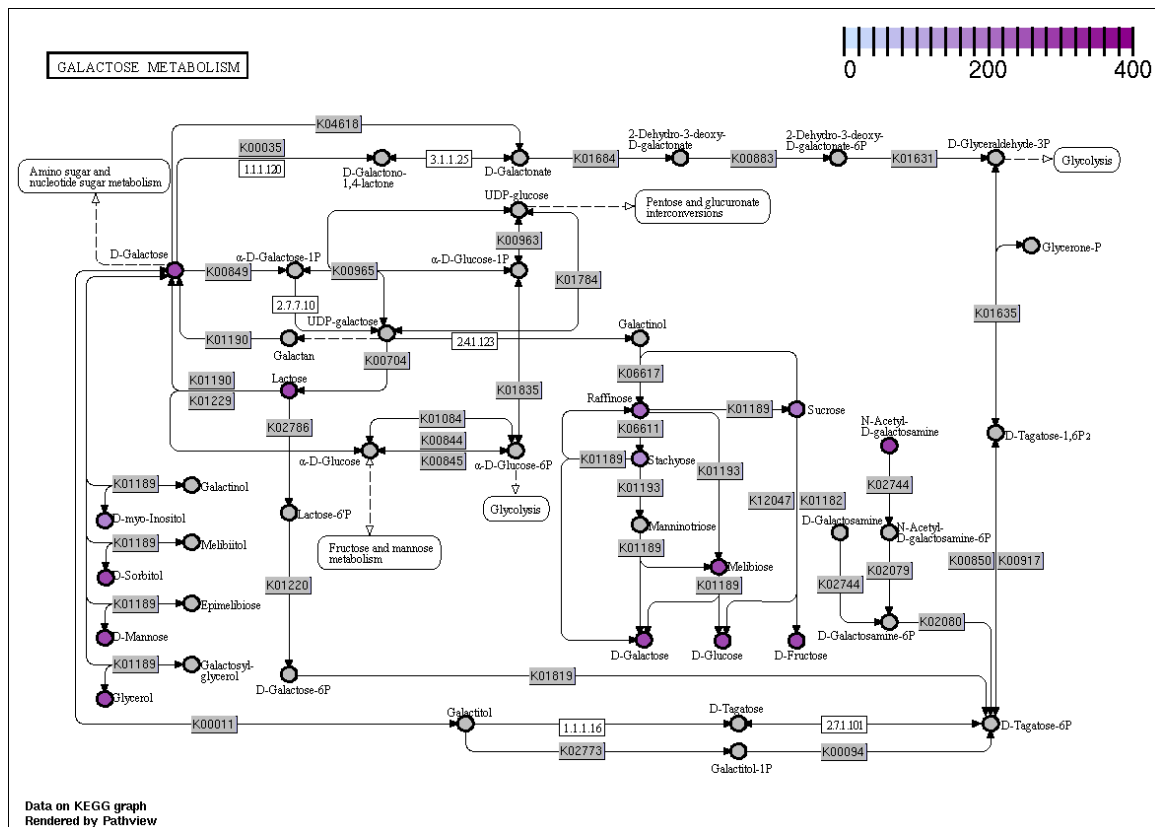 0 200 400
GALACTOSE METABOLISM
K04618
K00035
1.1.1.120
D-Galactono-
1,4-lactone
3.1.1.25
D-Galactonate
K01684
2-Dehydro-3-deoxy-
D-galactonate
K00883
2-Dehydro-3-deoxy-
D-galactonate-6P
K01631
D-Glyceraldehyde-3P
Glycolysis
Amino sugar and
nucleotide sugar metabolism
UDP-glucose
Pentose and glucuronate
interconversions
D-Galactose
K00849
α-D-Galactose-1P
K00965
α-D-Glucose-1P
K00963
K01784
Glycerone-P
2.7.7.10
UDP-galactose
K01190
Galactan
2.4.1.123
Galactinol
K01635
K00704
K01190
K01229
Lactose
K01835
K06617
Raffinose
K01189
Sucrose
K02786
K01084
K00844
K00845
α-D-Glucose
α-D-Glucose-6P
K06611
K01189
Stachyose
K01193
K01193
N-Acetyl-
D-galactosamine
D-Tagatose-1,6P2
K01189
Galactinol
D-myo-Inositol
Lactose-6'P
Glycolysis
Manninotriose
K12047
K01182
K02744
D-Galactosamine
N-Acetyl-
D-galactosamine-6P
K01189
Melibiitol
D-Sorbitol
Fructose and mannose
metabolism
K01189
Melibiose
K01189
K02744
K02079
K00850
K00917
K01220
K01189
Epimelibiose
D-Mannose
D-Galactose
D-Glucose
D-Fructose
D-Galactosamine-6P
K02080
K01189
Galactosyl-
glycerol
Glycerol
D-Galactose-6P
K01819
K00011
Galactitol
1.1.1.16
D-Tagatose
2.7.1.101
D-Tagatose-6P
K02773
Galactitol-1P
K00094
Data on KEGG graph
Rendered by Pathview